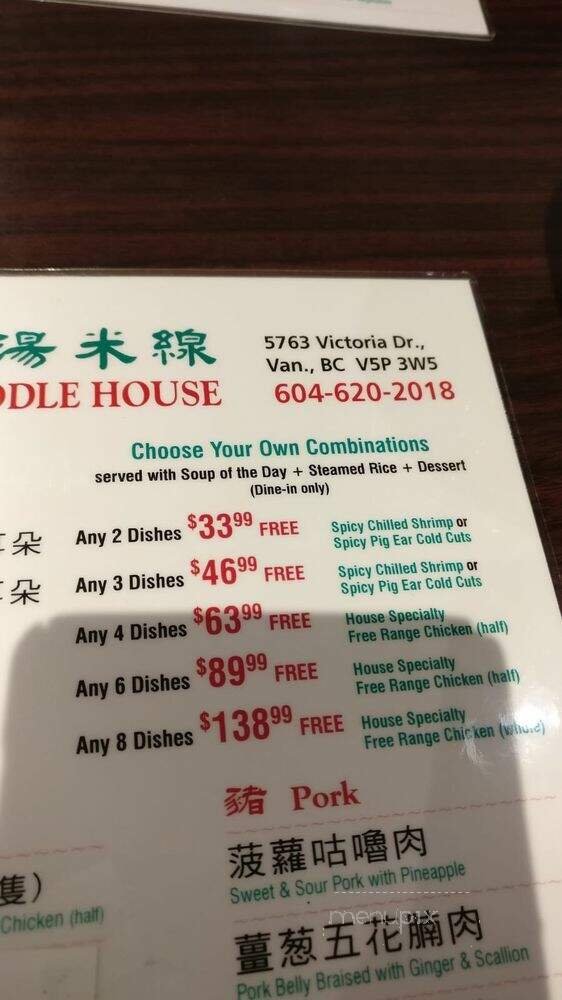 湯米線
5763 Victoria Dr.,
Van., BC V5P 3W5
HOUSE
604-620-2018
Choose Your Own Combinations
served with Soup of the Day + Steamed Rice + Dessert
(Dine-in only)
朵 Any 2 Dishes $33.99 FREE Spicy Chilled Shrimp or
Spicy Pig Ear Cold Cuts
朵 Any 3 Dishes $46.99 FREE Spicy Chilled Shrimp or
Spicy Pig Ear Cold Cuts
Any 4 Dishes $63.99 FREE House Specialty
Free Range Chicken (half)
Any 6 Dishes $89.99 FREE House Specialty
Free Range Chicken (half)
Any 8 Dishes $138.99 FREE House Specialty
Free Range Chicken (whole)
豬 Pork
菠蘿咕嚕肉
Sweet & Sour Pork with Pineapple
隻)
Chicken (half)
menupix
薑葱五花腩肉
Pork Belly Braised with Ginger & Scallion